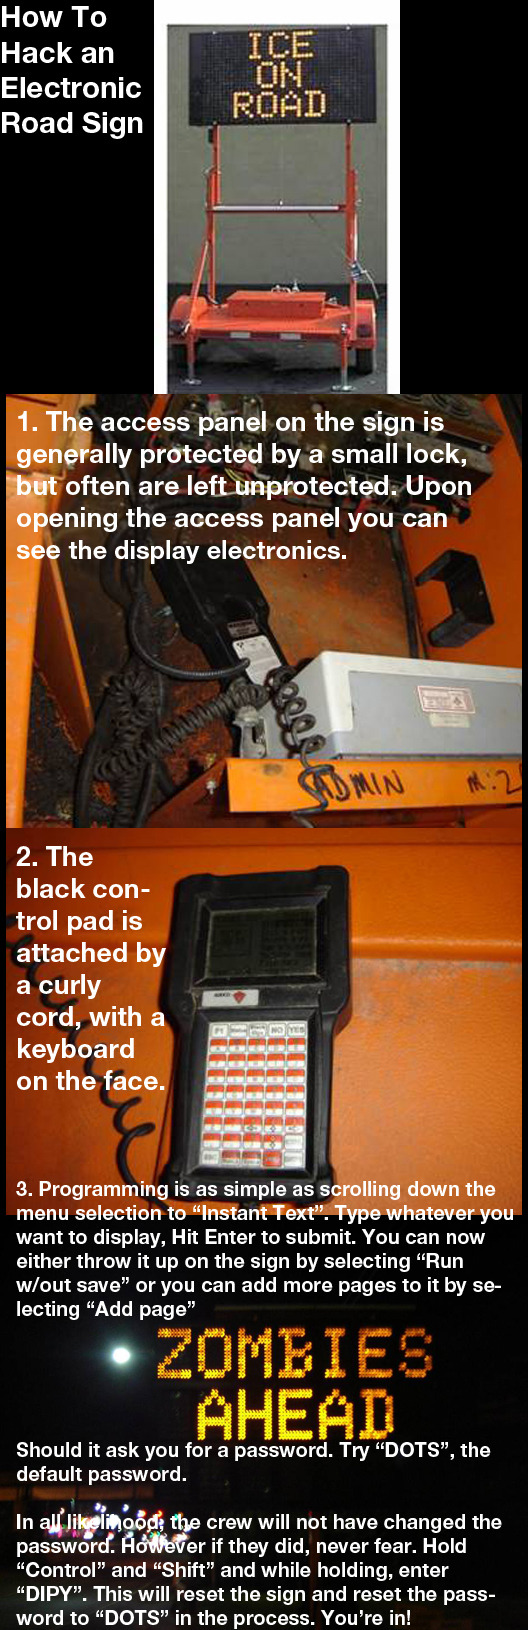 How To
Hack an
Electronic
Road Sign
ICE
ON
ROAD
1. The access panel on the sign is
generally protected by a small lock,
but often are left unprotected. Upon
opening the access panel you can
see the display electronics.
ADMIN
2. The
black con-
trol pad is
attached by
a curly
cord, with a
keyboard
on the face.
NO YES
3. Programming is as simple as scrolling down the
menu selection to “Instant Text”. Type whatever you
want to display, Hit Enter to submit. You can now
either throw it up on the sign by selecting “Run
w/out save” or you can add more pages to it by se-
lecting “Add page”
ZOMBIES
AHEAD
Should it ask you for a password. Try “DOTS”, the
default password.
In all likelihood, the crew will not have changed the
password. However if they did, never fear. Hold
“Control” and “Shift” and while holding, enter
“DIPY”. This will reset the sign and reset the pass-
word to “DOTS” in the process. You’re in!